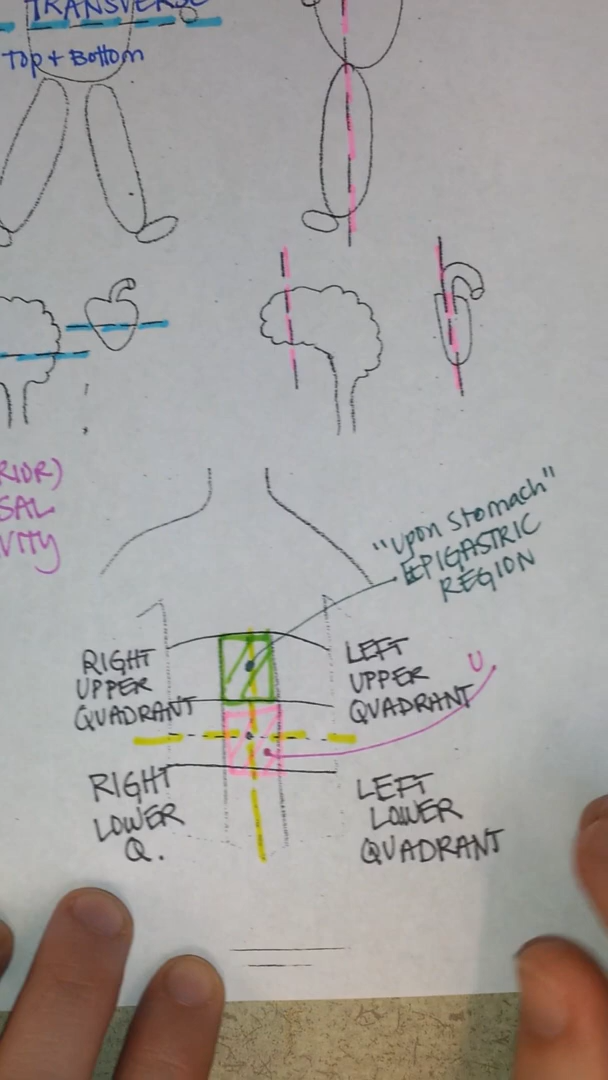 TRANSVERSE
Top + Bottom
RIOR)
SAL
VITY
"Upon Stomach"
EPIGASTRIC
REGION
RIGHT
UPPER
QUADRANT
LEFT
UPPER
QUADRANT
U
RIGHT
LOWER
Q.
LEFT
LOWER
QUADRANT